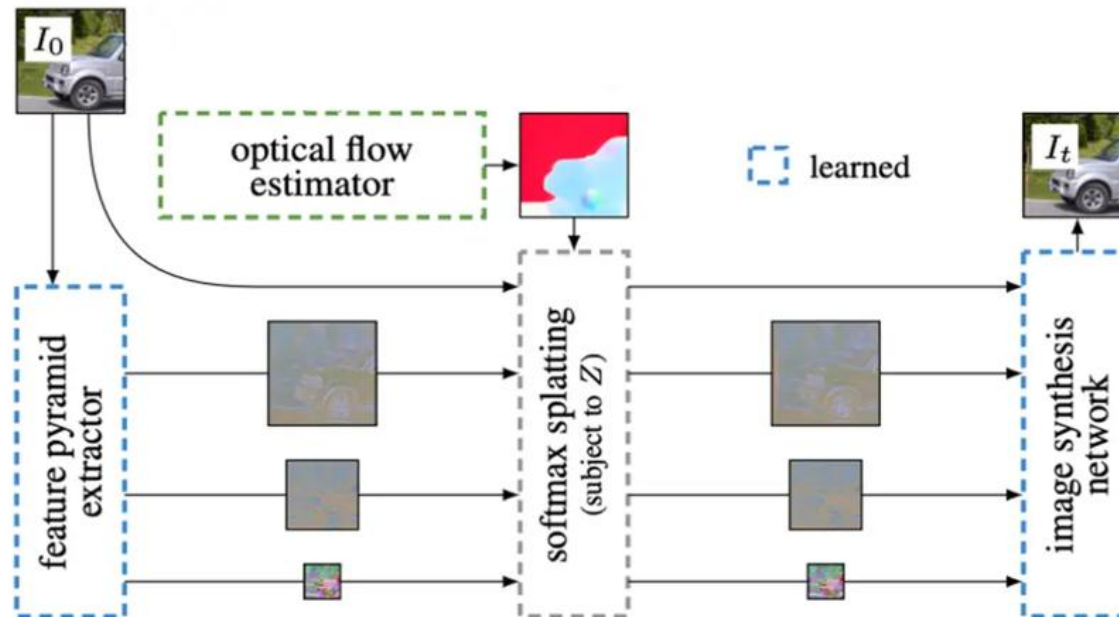 I₀
optical flow
estimator
learned
Iₜ
feature pyramid
extractor
softmax splatting
(subject to Z)
image synthesis
network